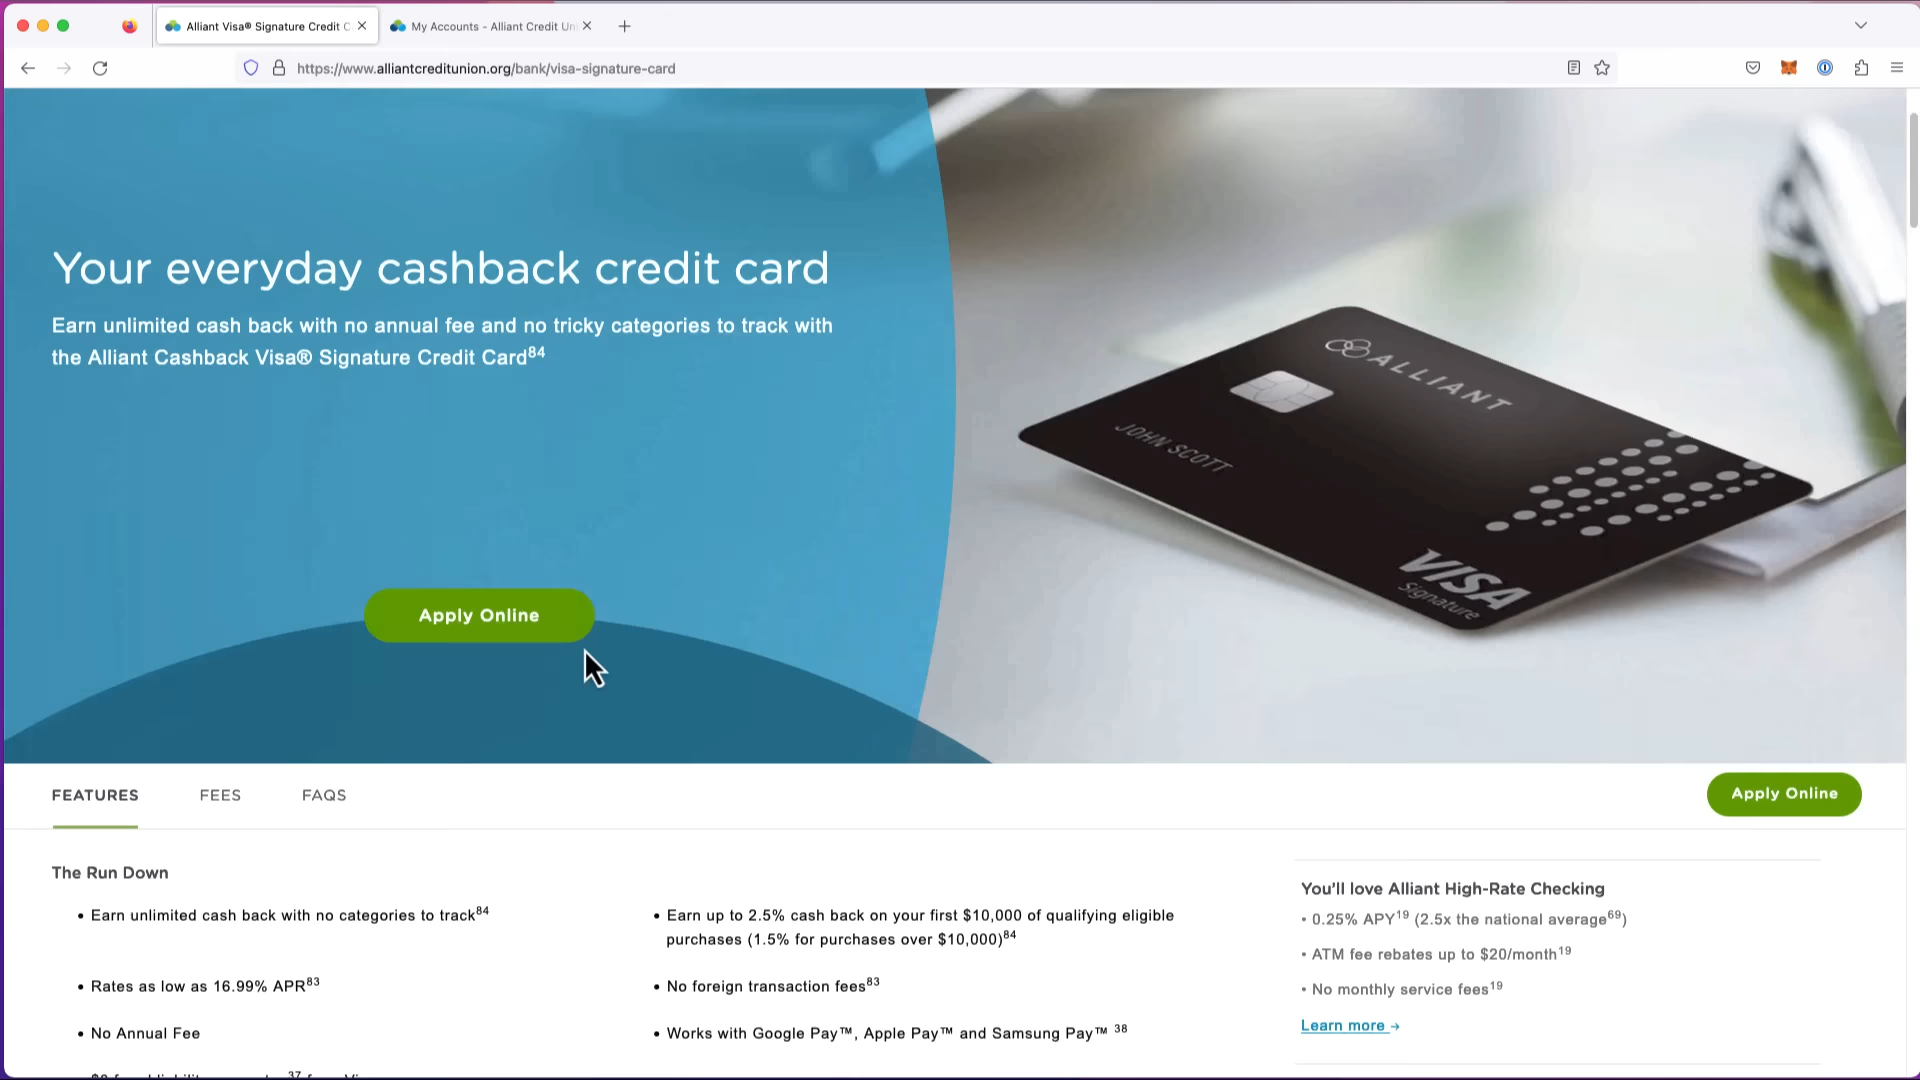 Alliant Visa® Signature Credit C
My Accounts - Alliant Credit Un
https://www.alliantcreditunion.org/bank/visa-signature-card
Your everyday cashback credit card
Earn unlimited cash back with no annual fee and no tricky categories to track with
the Alliant Cashback Visa® Signature Credit Card84
Apply Online
ALLIANT
JOHN SCOTT
VISA
Signature
FEATURES
FEES
FAQS
Apply Online
The Run Down
• Earn unlimited cash back with no categories to track84
• Earn up to 2.5% cash back on your first $10,000 of qualifying eligible
purchases (1.5% for purchases over $10,000)84
• Rates as low as 16.99% APR83
• No foreign transaction fees83
• No Annual Fee
• Works with Google Pay™, Apple Pay™ and Samsung Pay™ 38
You'll love Alliant High-Rate Checking
• 0.25% APY19 (2.5x the national average69)
• ATM fee rebates up to $20/month19
• No monthly service fees19
Learn more →